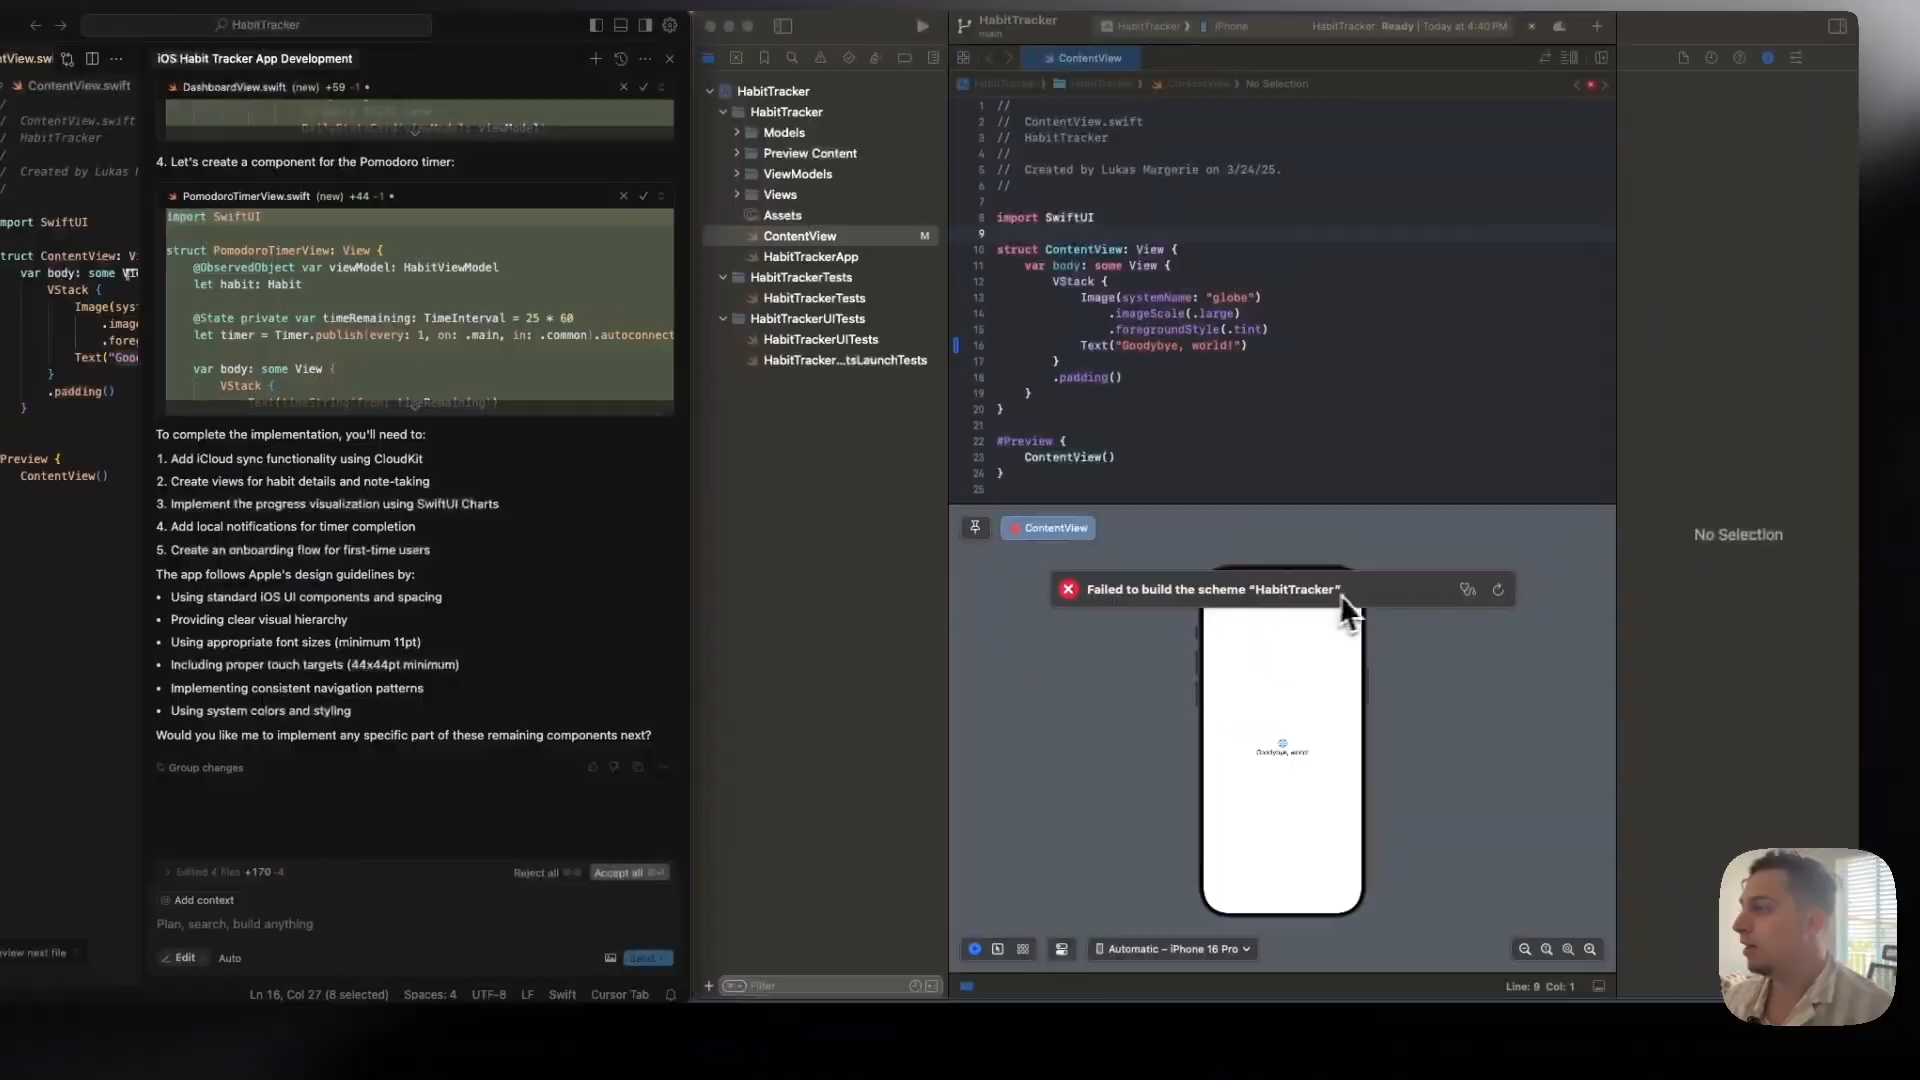 HabitTracker
ContentView.swift
//
// ContentView.swift
// HabitTracker
//
// Created by Lukas
//
import SwiftUI
struct ContentView:
var body: some
VStack {
Image(sys
.image
.fore
Text("Goo
}
.padding()
}
Preview {
ContentView()
iOS Habit Tracker App Development
DashboardView.swift (new) +59 -1 •
4. Let's create a component for the Pomodoro timer:
PomodoroTimerView.swift (new) +44 -1 •
import SwiftUI
struct PomodoroTimerView: View {
@ObservedObject var viewModel: HabitViewModel
let habit: Habit
@State private var timeRemaining: TimeInterval = 25 * 60
let timer = Timer.publish(every: 1, on: .main, in: .common).autoconnect
var body: some View {
VStack {
Text(timeString(from: timeRemaining))
To complete the implementation, you'll need to:
1. Add iCloud sync functionality using CloudKit
2. Create views for habit details and note-taking
3. Implement the progress visualization using SwiftUI Charts
4. Add local notifications for timer completion
5. Create an onboarding flow for first-time users
The app follows Apple's design guidelines by:
• Using standard iOS UI components and spacing
• Providing clear visual hierarchy
• Using appropriate font sizes (minimum 11pt)
• Including proper touch targets (44x44pt minimum)
• Implementing consistent navigation patterns
• Using system colors and styling
Would you like me to implement any specific part of these remaining components next?
Group changes
Edited 4 files +170 -4
Reject all
Accept all
@ Add context
Plan, search, build anything
Edit
Auto
Send
view next file
Ln 16, Col 27 (8 selected) Spaces: 4 UTF-8 LF Swift Cursor Tab
HabitTracker
HabitTracker
Models
Preview Content
ViewModels
Views
Assets
ContentView M
HabitTrackerApp
HabitTrackerTests
HabitTrackerTests
HabitTrackerUITests
HabitTrackerUITests
HabitTracker...tsLaunchTests
Filter
HabitTracker
main
HabitTracker
iPhone
HabitTracker: Ready | Today at 4:40 PM
ContentView
HabitTracker
HabitTracker
ContentView
No Selection
1 //
2 // ContentView.swift
3 // HabitTracker
4 //
5 // Created by Lukas Margerie on 3/24/25.
6 //
7
8 import SwiftUI
9
10 struct ContentView: View {
11 var body: some View {
12 VStack {
13 Image(systemName: "globe")
14 .imageScale(.large)
15 .foregroundStyle(.tint)
16 Text("Goodybye, world!")
17 }
18 .padding()
19 }
20 }
21
22 #Preview {
23 ContentView()
24 }
25
ContentView
Failed to build the scheme “HabitTracker”
Goodybye, world!
Automatic – iPhone 16 Pro
Line: 9 Col: 1
No Selection